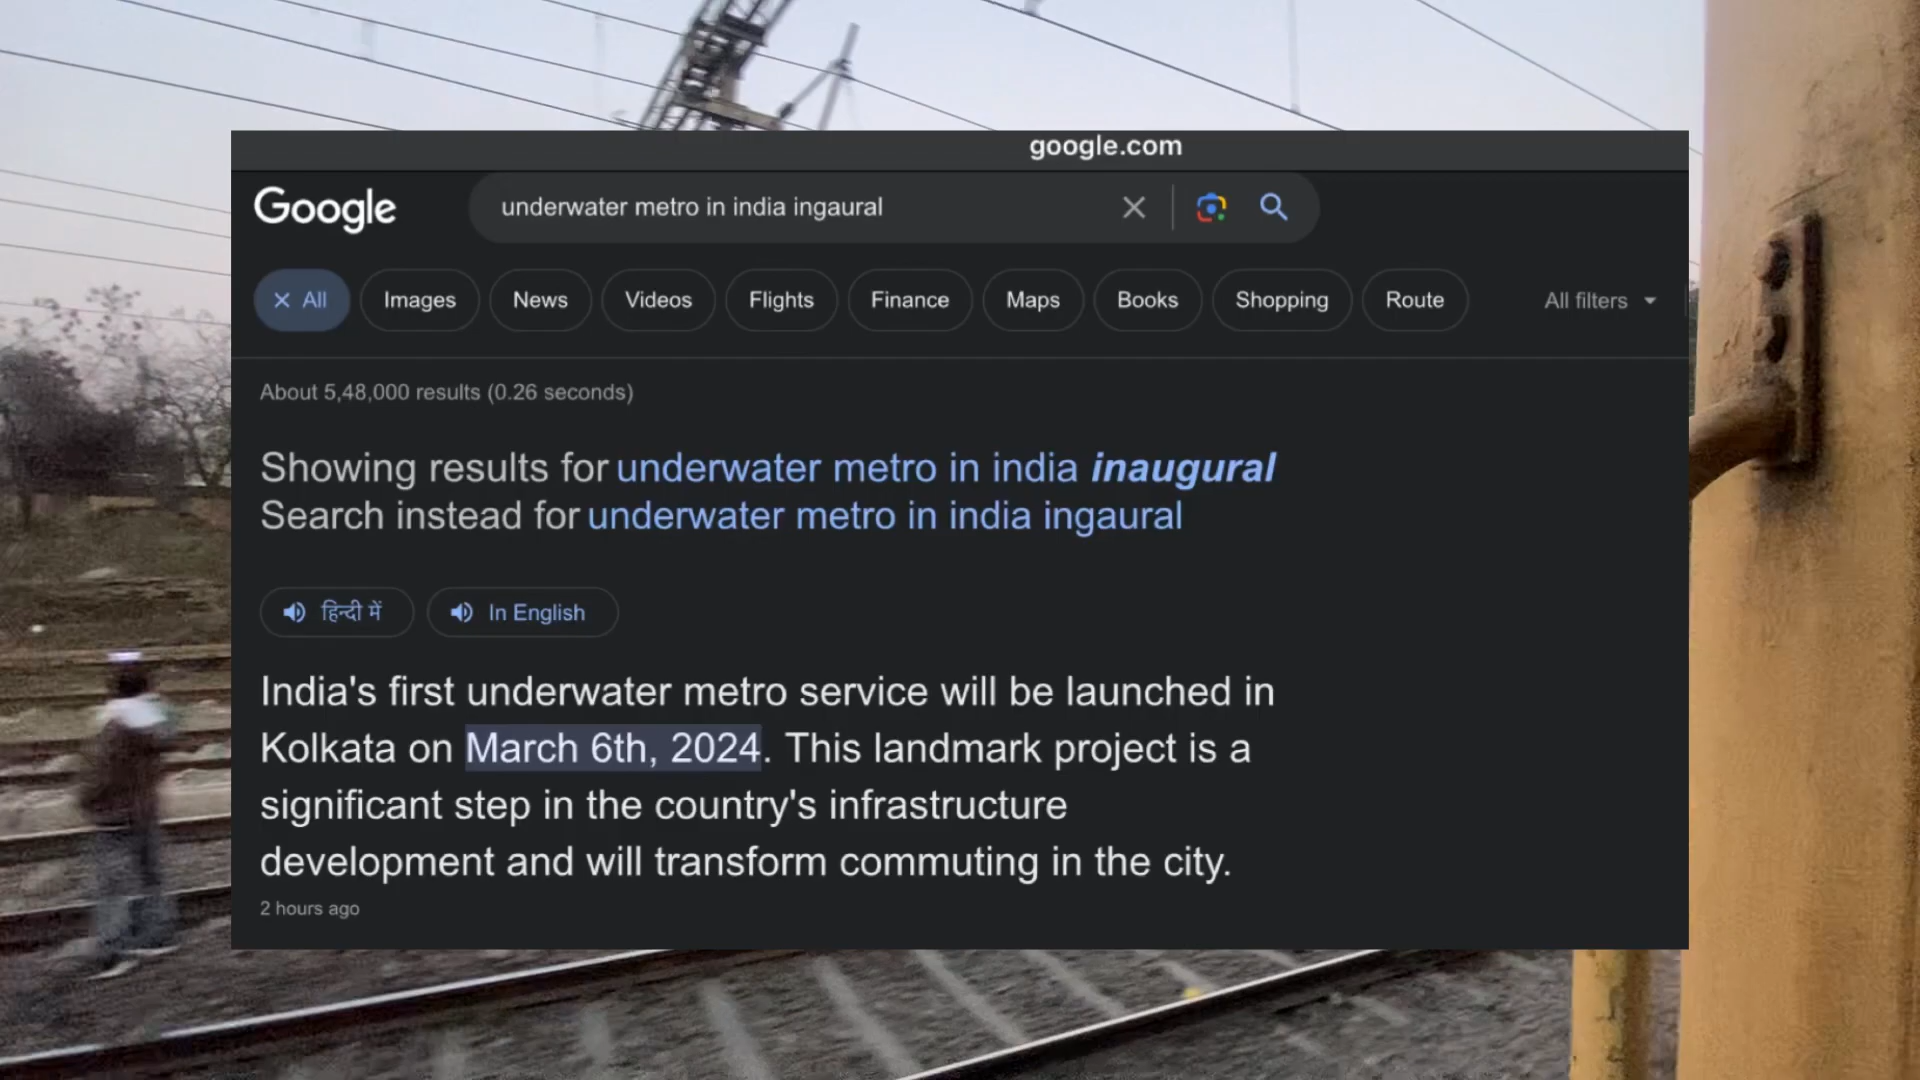 google.com
Google
underwater metro in india ingaural
All
Images
News
Videos
Flights
Finance
Maps
Books
Shopping
Route
All filters
About 5,48,000 results (0.26 seconds)
Showing results for underwater metro in india inaugural
Search instead for underwater metro in india ingaural
हिन्दी में
In English
India's first underwater metro service will be launched in
Kolkata on March 6th, 2024. This landmark project is a
significant step in the country's infrastructure
development and will transform commuting in the city.
2 hours ago